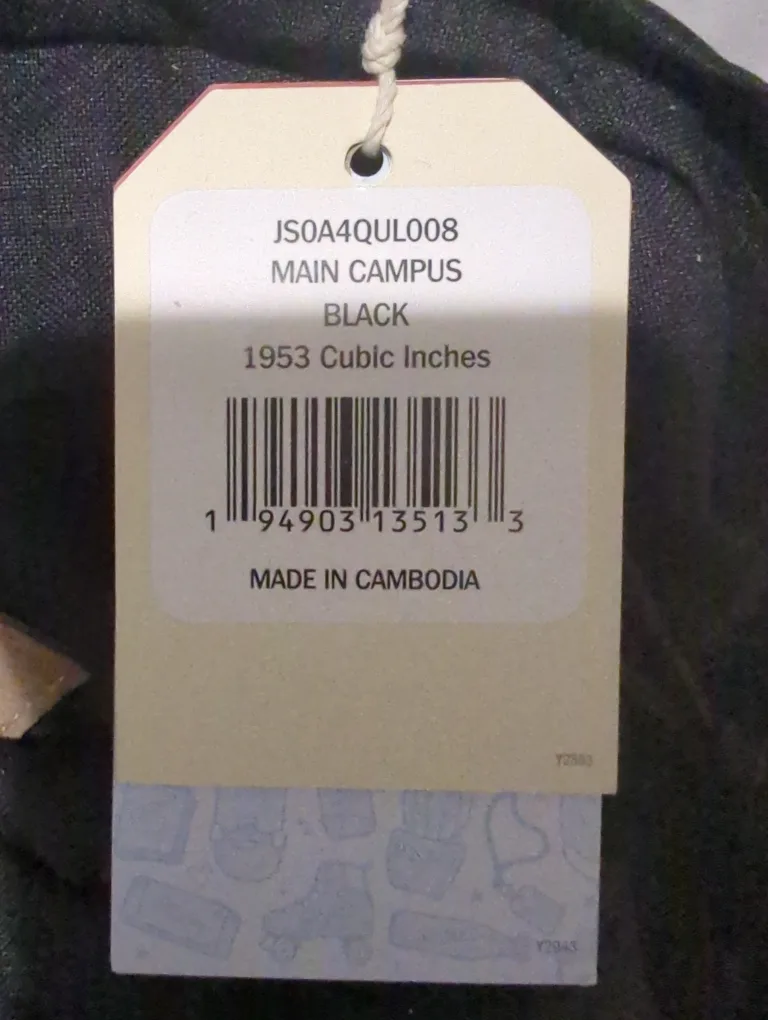 JS0A4QUL008
MAIN CAMPUS
BLACK
1953 Cubic Inches
1 94903 13513 3
MADE IN CAMBODIA